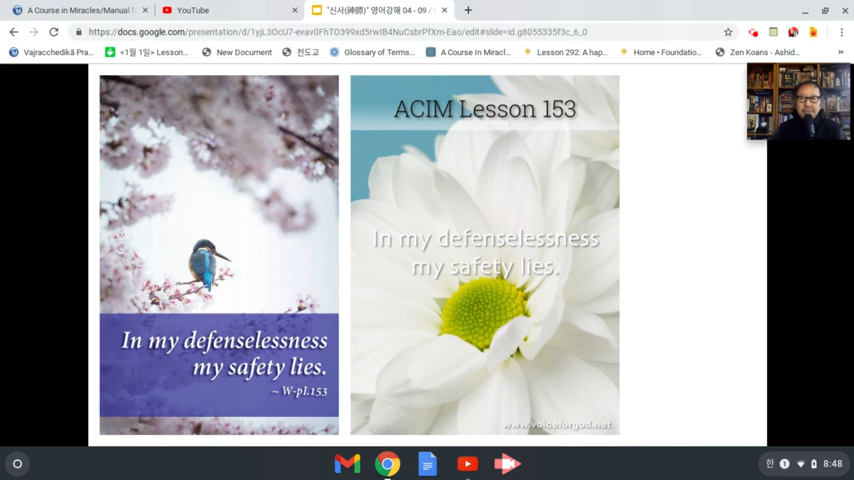 A Course in Miracles/Manual f
YouTube
"신사(紳師)" 영어강해 04 - 09 /
https://docs.google.com/presentation/d/1yjL3OcU7-evav0FhTO399xd5rwIB4NuCsbrPfXm-Eao/edit#slide=id.g8055335f3c_6_0
Vajracchedikā Pra...
<1월 1일> Lesson...
New Document
천도교
Glossary of Terms...
A Course In Miracl...
Lesson 292: A hap...
Home • Foundatio...
Zen Koans - Ashid...
In my defenselessness
my safety lies.
~ W-pI.153
ACIM Lesson 153
In my defenselessness
my safety lies.
www.voiceforgod.net
한
1
8:48